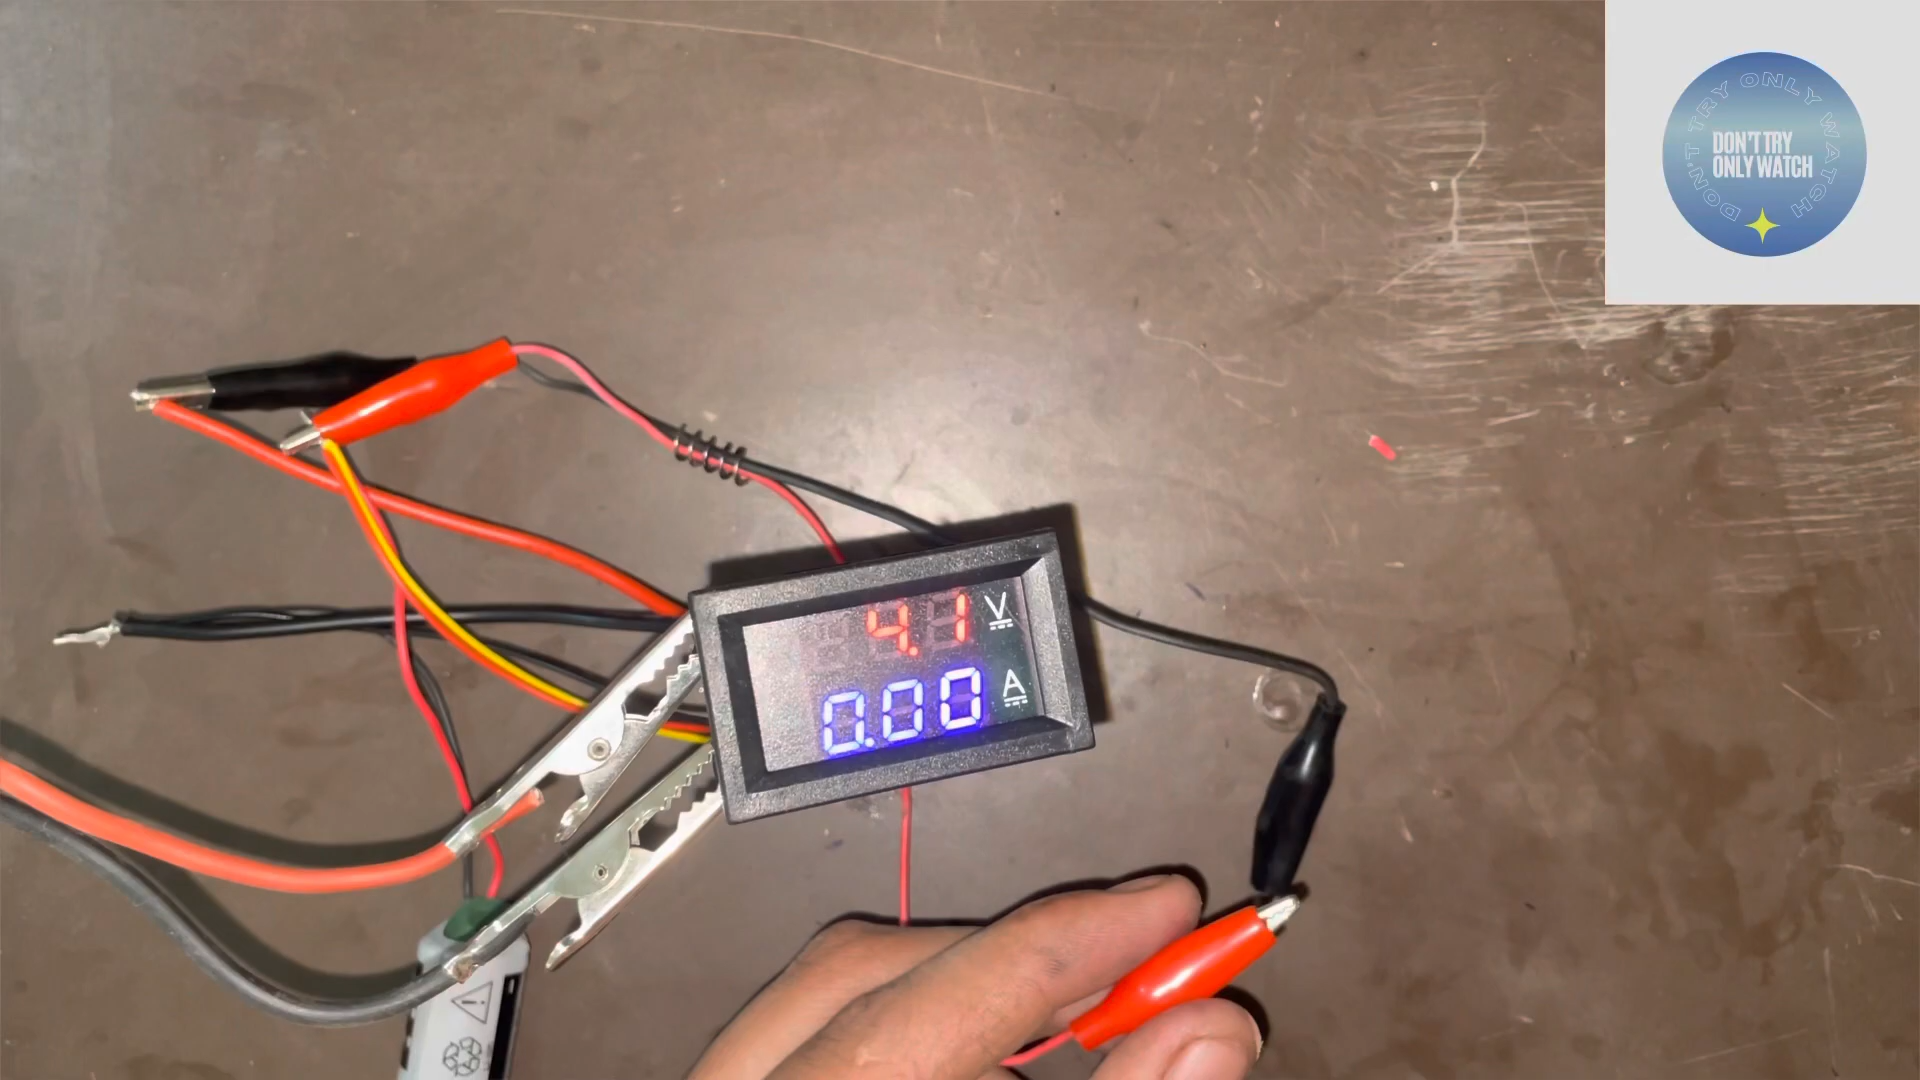 DON'T TRY ONLY WATCH
DON'T TRY
ONLY WATCH
4.1 V
0.00 A